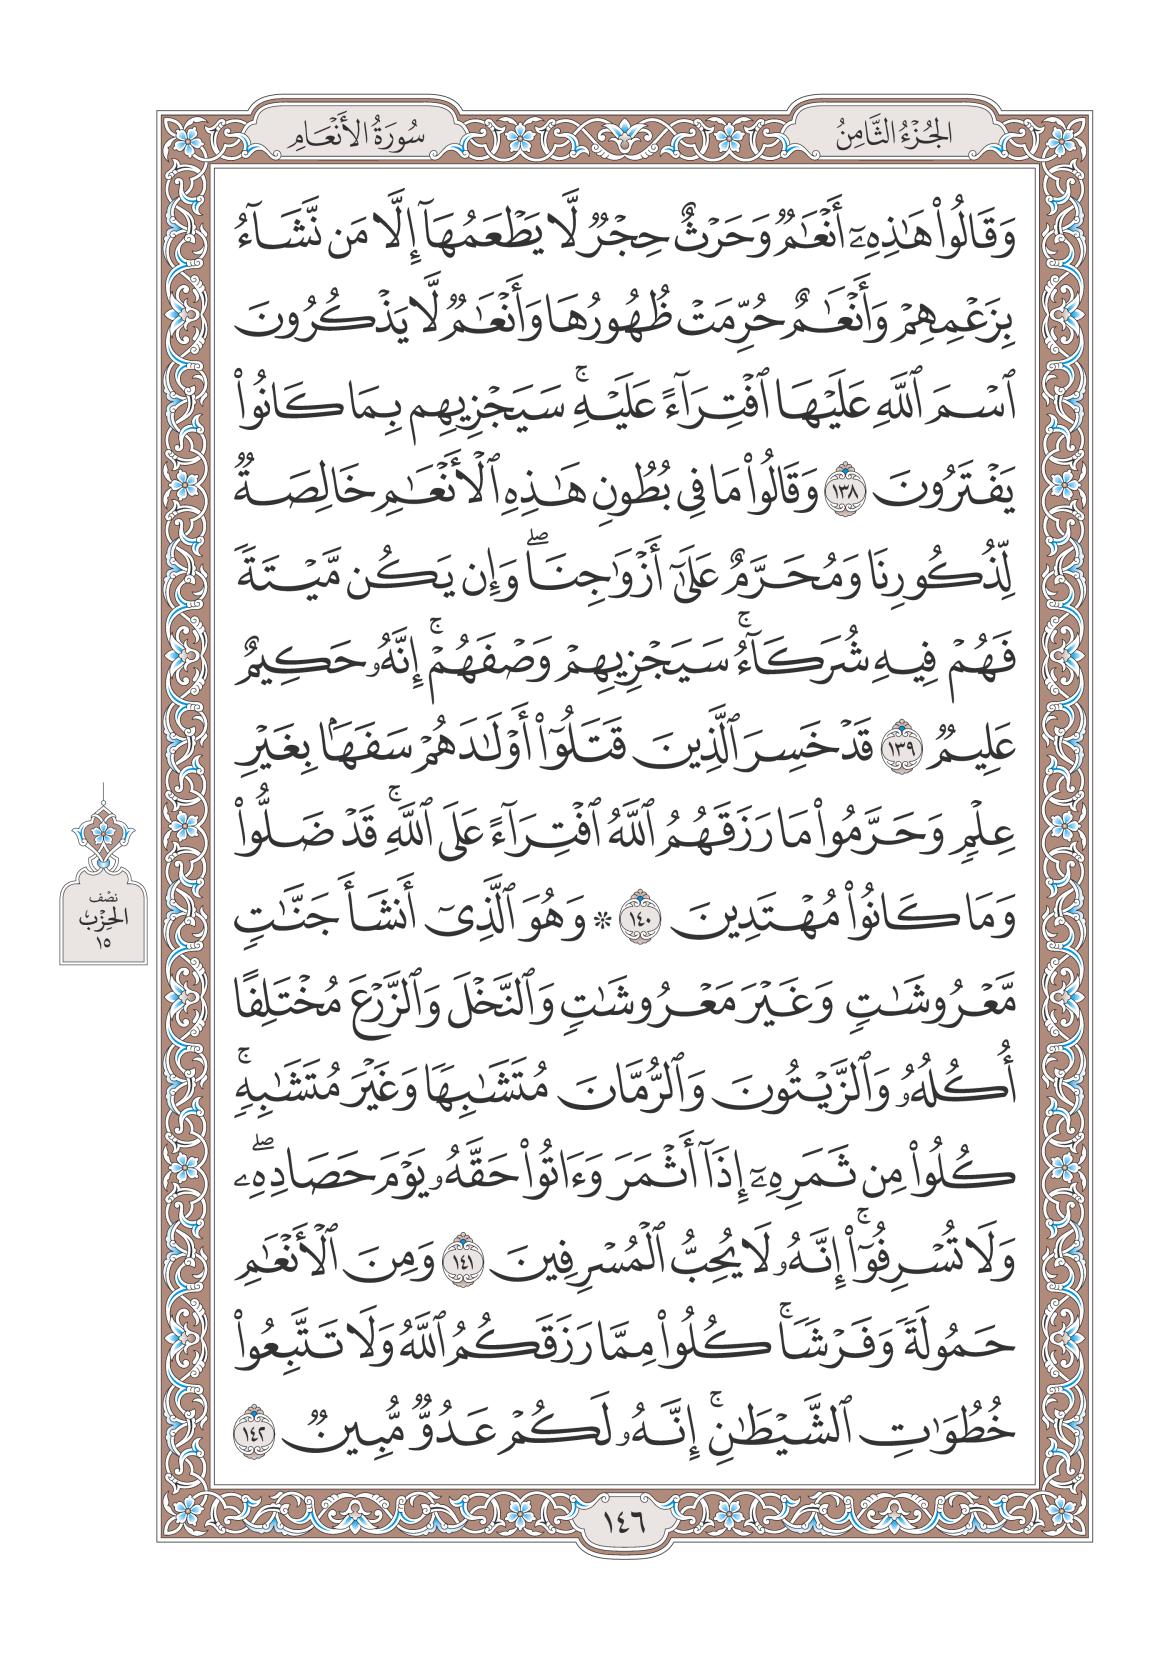 الجُزْءُ الثَّامِنُ
سُورَةُ الأَنْعَامِ
وَقَالُوا۟ هَـٰذِهِۦٓ أَنْعَـٰمٌ وَحَرْثٌ حِجْرٌ لَّا يَطْعَمُهَآ إِلَّا مَن نَّشَآءُ
بِزَعْمِهِمْ وَأَنْعَـٰمٌ حُرِّمَتْ ظُهُورُهَا وَأَنْعَـٰمٌ لَّا يَذْكُرُونَ
ٱسْمَ ٱللَّهِ عَلَيْهَا ٱفْتِرَآءً عَلَيْهِ ۚ سَيَجْزِيهِم بِمَا كَانُوا۟
يَفْتَرُونَ ١٣٨ وَقَالُوا۟ مَا فِى بُطُونِ هَـٰذِهِ ٱلْأَنْعَـٰمِ خَالِصَةٌ
لِّذُكُورِنَا وَمُحَرَّمٌ عَلَىٰٓ أَزْوَٰجِنَا ۖ وَإِن يَكُن مَّيْتَةً
فَهُمْ فِيهِ شُرَكَآءُ ۚ سَيَجْزِيهِمْ وَصْفَهُمْ ۚ إِنَّهُۥ حَكِيمٌ
عَلِيمٌ ١٣٩ قَدْ خَسِرَ ٱلَّذِينَ قَتَلُوٓا۟ أَوْلَـٰدَهُمْ سَفَهًۢا بِغَيْرِ
عِلْمٍ وَحَرَّمُوا۟ مَا رَزَقَهُمُ ٱللَّهُ ٱفْتِرَآءً عَلَى ٱللَّهِ ۚ قَدْ ضَلُّوا۟
وَمَا كَانُوا۟ مُهْتَدِينَ ١٤٠ ۞ وَهُوَ ٱلَّذِىٓ أَنشَأَ جَنَّـٰتٍ
مَّعْرُوشَـٰتٍ وَغَيْرَ مَعْرُوشَـٰتٍ وَٱلنَّخْلَ وَٱلزَّرْعَ مُخْتَلِفًا
أُكُلُهُۥ وَٱلزَّيْتُونَ وَٱلرُّمَّانَ مُتَشَـٰبِهًا وَغَيْرَ مُتَشَـٰبِهٍ ۚ
كُلُوا۟ مِن ثَمَرِهِۦٓ إِذَآ أَثْمَرَ وَءَاتُوا۟ حَقَّهُۥ يَوْمَ حَصَادِهِۦ ۖ
وَلَا تُسْرِفُوٓا۟ ۚ إِنَّهُۥ لَا يُحِبُّ ٱلْمُسْرِفِينَ ١٤١ وَمِنَ ٱلْأَنْعَـٰمِ
حَمُولَةً وَفَرْشًا ۚ كُلُوا۟ مِمَّا رَزَقَكُمُ ٱللَّهُ وَلَا تَتَّبِعُوا۟
خُطُوَٰتِ ٱلشَّيْطَـٰنِ ۚ إِنَّهُۥ لَكُمْ عَدُوٌّ مُّبِينٌ ١٤٢
نِصْف
الحِزْب
١٥
١٤٦